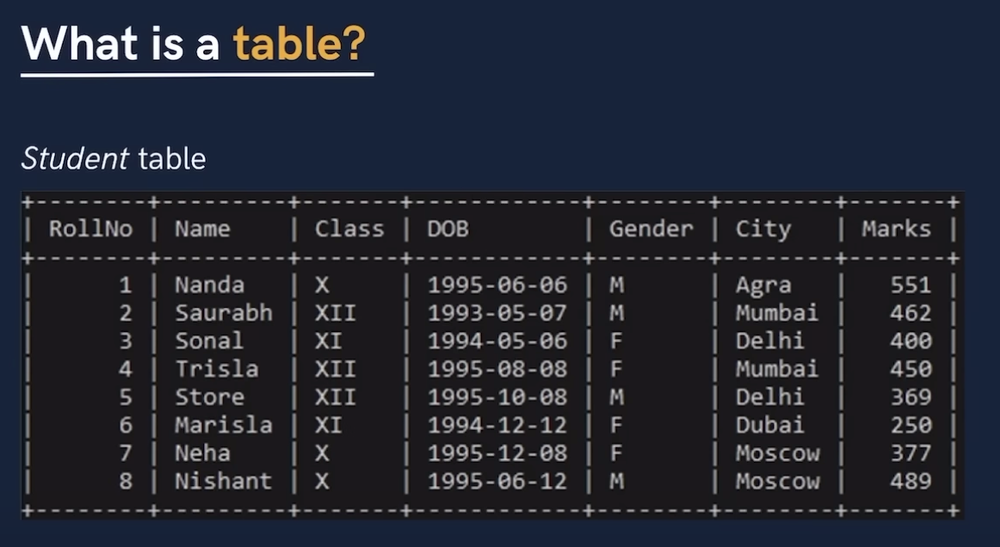 What is a table?
Student table
+--------+---------+-------+------------+--------+--------+-------+
| RollNo | Name    | Class | DOB        | Gender | City   | Marks |
+--------+---------+-------+------------+--------+--------+-------+
|      1 | Nanda   | X     | 1995-06-06 | M      | Agra   |   551 |
|      2 | Saurabh | XII   | 1993-05-07 | M      | Mumbai |   462 |
|      3 | Sonal   | XI    | 1994-05-06 | F      | Delhi  |   400 |
|      4 | Trisla  | XII   | 1995-08-08 | F      | Mumbai |   450 |
|      5 | Store   | XII   | 1995-10-08 | M      | Delhi  |   369 |
|      6 | Marisla | XI    | 1994-12-12 | F      | Dubai  |   250 |
|      7 | Neha    | X     | 1995-12-08 | F      | Moscow |   377 |
|      8 | Nishant | X     | 1995-06-12 | M      | Moscow |   489 |
+--------+---------+-------+------------+--------+--------+-------+